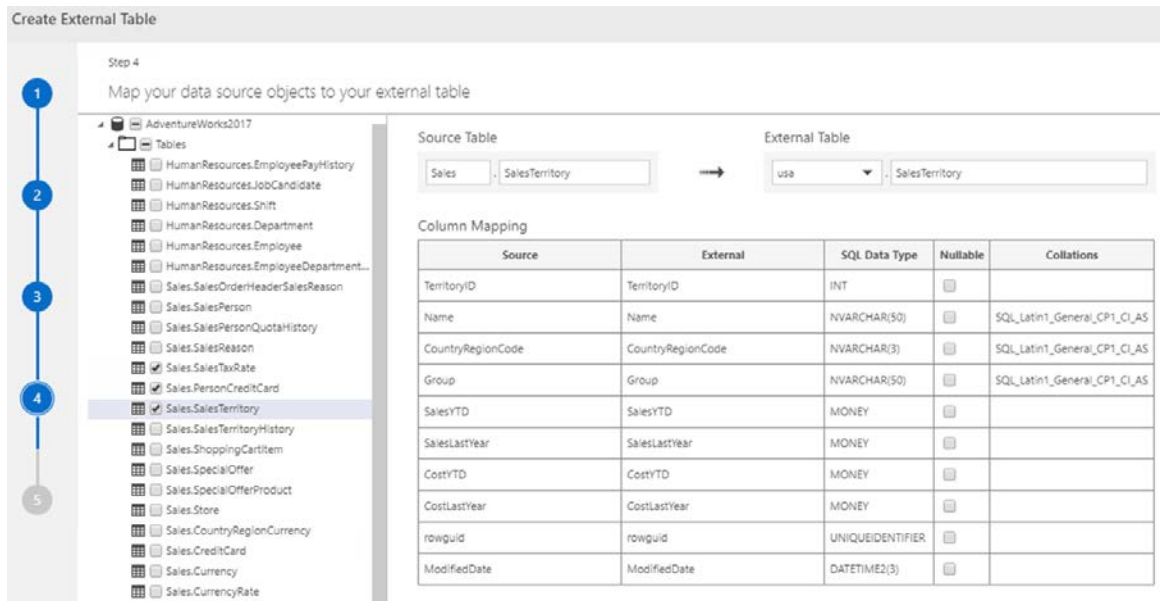 Create External Table
Step 4
Map your data source objects to your external table
1
2
3
4
5
AdventureWorks2017
Tables
HumanResources.EmployeePayHistory
HumanResources.JobCandidate
HumanResources.Shift
HumanResources.Department
HumanResources.Employee
HumanResources.EmployeeDepartment...
Sales.SalesOrderHeaderSalesReason
Sales.SalesPerson
Sales.SalesPersonQuotaHistory
Sales.SalesReason
Sales.SalesTaxRate
Sales.PersonCreditCard
Sales.SalesTerritory
Sales.SalesTerritoryHistory
Sales.ShoppingCartItem
Sales.SpecialOffer
Sales.SpecialOfferProduct
Sales.Store
Sales.CountryRegionCurrency
Sales.CreditCard
Sales.Currency
Sales.CurrencyRate
Source Table External Table
Sales . SalesTerritory usa . SalesTerritory
Column Mapping
Source External SQL Data Type Nullable Collations
TerritoryID TerritoryID INT
Name Name NVARCHAR(50) SQL_Latin1_General_CP1_CI_AS
CountryRegionCode CountryRegionCode NVARCHAR(3) SQL_Latin1_General_CP1_CI_AS
Group Group NVARCHAR(50) SQL_Latin1_General_CP1_CI_AS
SalesYTD SalesYTD MONEY
SalesLastYear SalesLastYear MONEY
CostYTD CostYTD MONEY
CostLastYear CostLastYear MONEY
rowguid rowguid UNIQUEIDENTIFIER
ModifiedDate ModifiedDate DATETIME2(3)